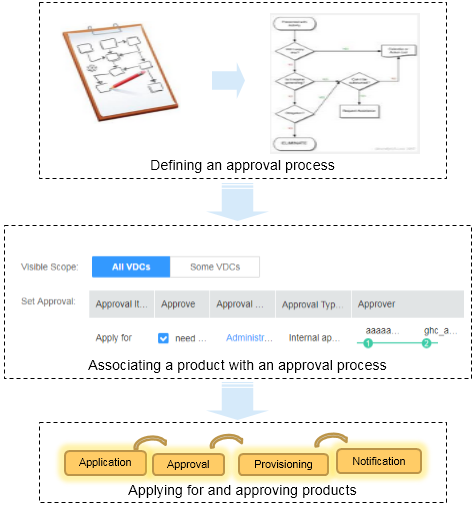 ELIMINATE
Defining an approval process
Visible Scope:
All VDCs
Some VDCs
Set Approval:
Approval It...
Approve
Approval ...
Approval Typ...
Approver
Apply for
need ...
Administr...
Internal ap...
aaaaa...
ghc_a...
1
2
Associating a product with an approval process
Application
Approval
Provisioning
Notification
Applying for and approving products